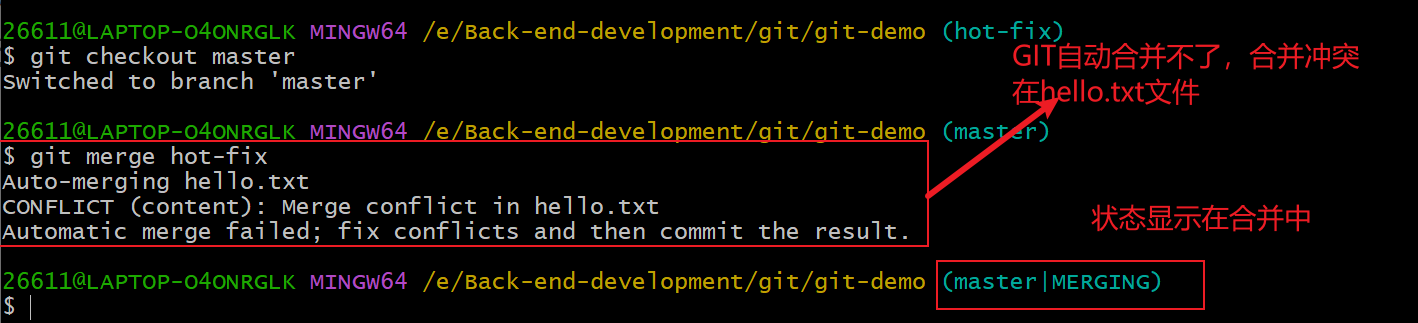 26611@LAPTOP-O4ONRGLK MINGW64 /e/Back-end-development/git/git-demo (hot-fix)
$ git checkout master
Switched to branch 'master'
GIT自动合并不了，合并冲突
在hello.txt文件
26611@LAPTOP-O4ONRGLK MINGW64 /e/Back-end-development/git/git-demo (master)
$ git merge hot-fix
Auto-merging hello.txt
CONFLICT (content): Merge conflict in hello.txt
Automatic merge failed; fix conflicts and then commit the result.
状态显示在合并中
26611@LAPTOP-O4ONRGLK MINGW64 /e/Back-end-development/git/git-demo (master|MERGING)
$